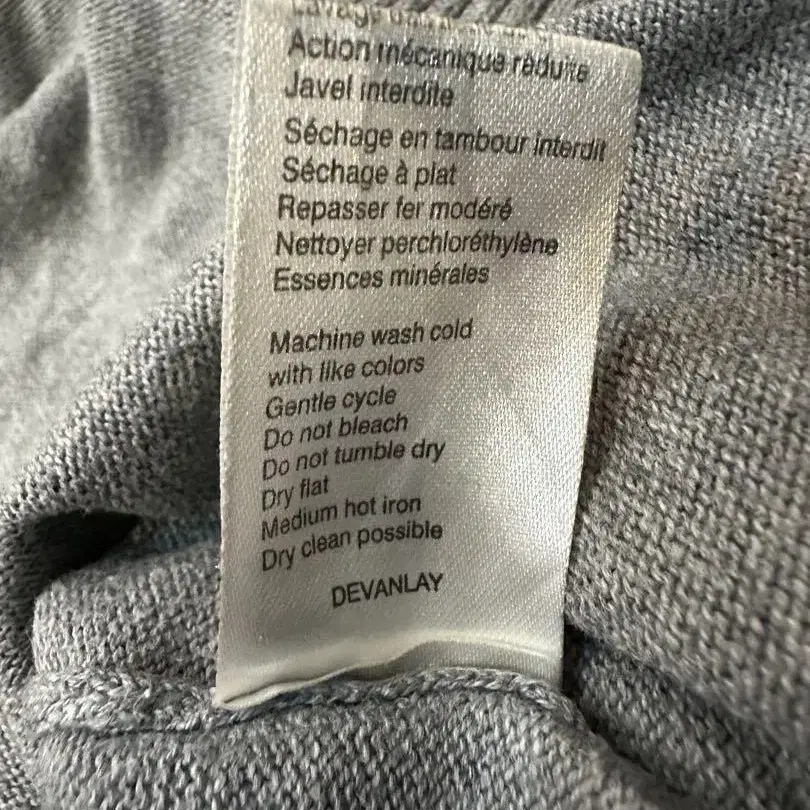 Action mécanique réduite
Javel interdite
Séchage en tambour interdit
Séchage à plat
Repasser fer modéré
Nettoyer perchloréthylène
Essences minérales
Machine wash cold
with like colors
Gentle cycle
Do not bleach
Do not tumble dry
Dry flat
Medium hot iron
Dry clean possible
DEVANLAY